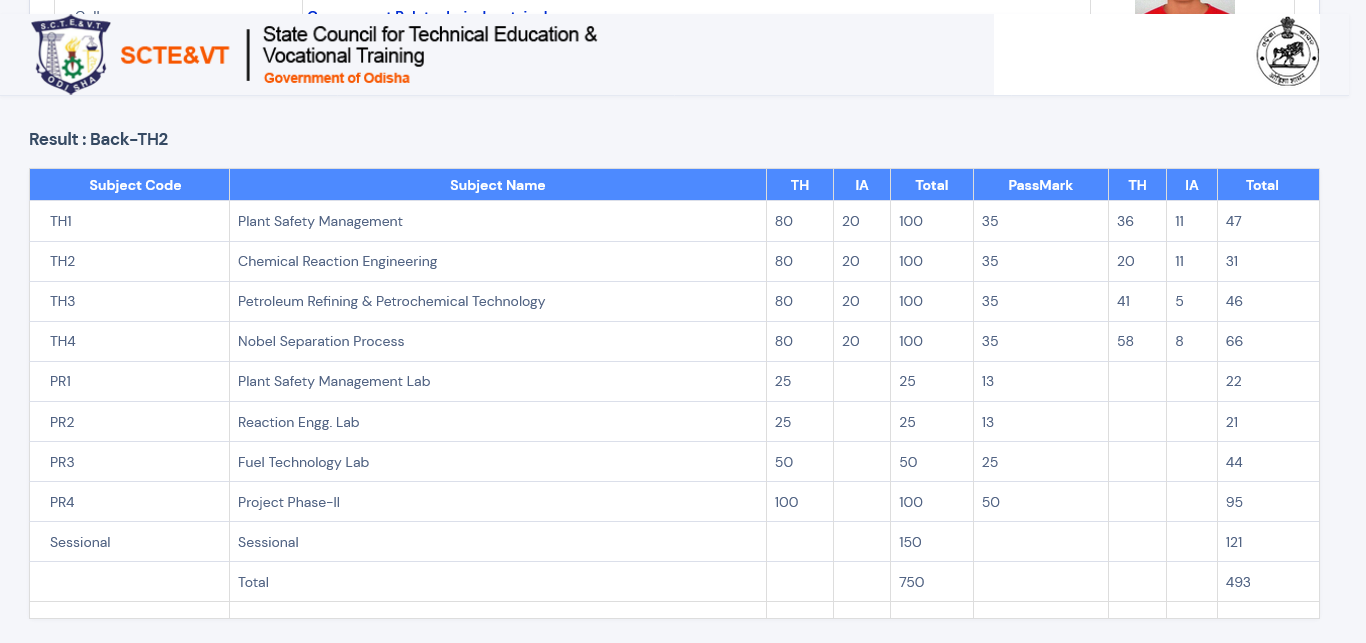 S.C.T.E.&V.T.
ODISHA
SCTE&VT
State Council for Technical Education &
Vocational Training
Government of Odisha
Result : Back-TH2
Subject Code Subject Name TH IA Total PassMark TH IA Total
TH1 Plant Safety Management 80 20 100 35 36 11 47
TH2 Chemical Reaction Engineering 80 20 100 35 20 11 31
TH3 Petroleum Refining & Petrochemical Technology 80 20 100 35 41 5 46
TH4 Nobel Separation Process 80 20 100 35 58 8 66
PR1 Plant Safety Management Lab 25 25 13 22
PR2 Reaction Engg. Lab 25 25 13 21
PR3 Fuel Technology Lab 50 50 25 44
PR4 Project Phase-II 100 100 50 95
Sessional Sessional 150 121
Total 750 493